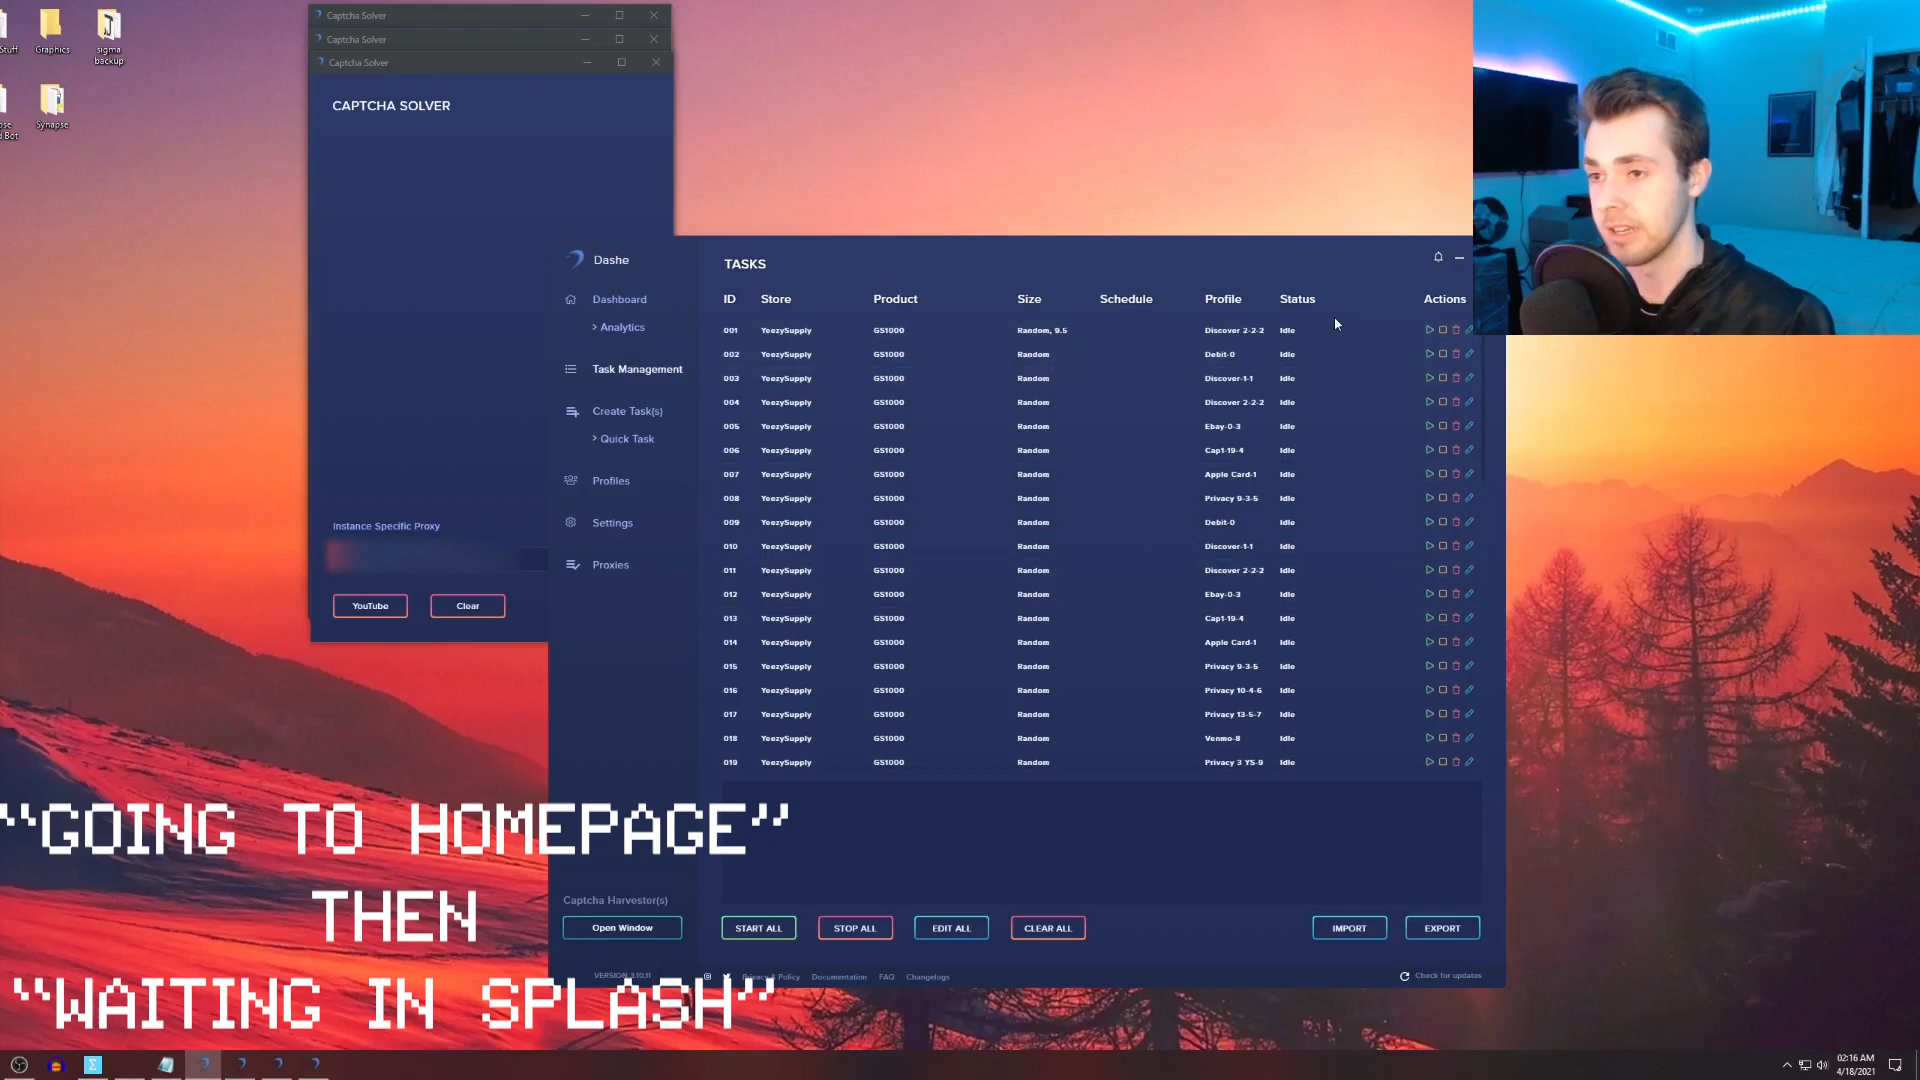 Stuff
Graphics
sigma
backup
Synapse
d Bot
Captcha Solver
Captcha Solver
Captcha Solver
CAPTCHA SOLVER
Instance Specific Proxy
YouTube
Clear
Dashe
Dashboard
> Analytics
Task Management
Create Task(s)
> Quick Task
Profiles
Settings
Proxies
Captcha Harvester(s)
Open Window
VERSION 3.10.11
TASKS
ID Store Product Size Schedule Profile Status Actions
001 YeezySupply GS1000 Random, 9.5 Discover 2-2-2 Idle
002 YeezySupply GS1000 Random Debit-0 Idle
003 YeezySupply GS1000 Random Discover-1-1 Idle
004 YeezySupply GS1000 Random Discover 2-2-2 Idle
005 YeezySupply GS1000 Random Ebay-0-3 Idle
006 YeezySupply GS1000 Random Cap1-19-4 Idle
007 YeezySupply GS1000 Random Apple Card-1 Idle
008 YeezySupply GS1000 Random Privacy 9-3-5 Idle
009 YeezySupply GS1000 Random Debit-0 Idle
010 YeezySupply GS1000 Random Discover-1-1 Idle
011 YeezySupply GS1000 Random Discover 2-2-2 Idle
012 YeezySupply GS1000 Random Ebay-0-3 Idle
013 YeezySupply GS1000 Random Cap1-19-4 Idle
014 YeezySupply GS1000 Random Apple Card-1 Idle
015 YeezySupply GS1000 Random Privacy 9-3-5 Idle
016 YeezySupply GS1000 Random Privacy 10-4-6 Idle
017 YeezySupply GS1000 Random Privacy 13-5-7 Idle
018 YeezySupply GS1000 Random Venmo-8 Idle
019 YeezySupply GS1000 Random Privacy 3 YS-9 Idle
START ALL STOP ALL EDIT ALL CLEAR ALL IMPORT EXPORT
Privacy & Policy Documentation FAQ Changelogs Check for updates
"GOING TO HOMEPAGE"
THEN
"WAITING IN SPLASH"
02:16 AM
4/18/2021